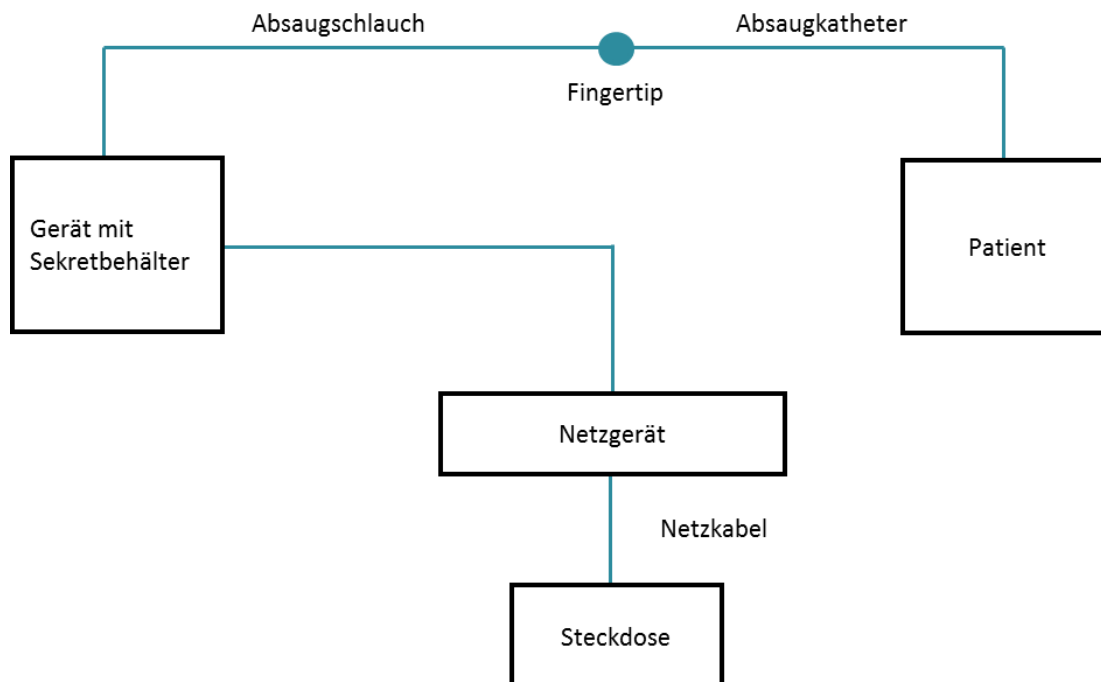 Absaugschlauch
Absaugkatheter
Fingertip
Gerät mit
Sekretbehälter
Patient
Netzgerät
Netzkabel
Steckdose